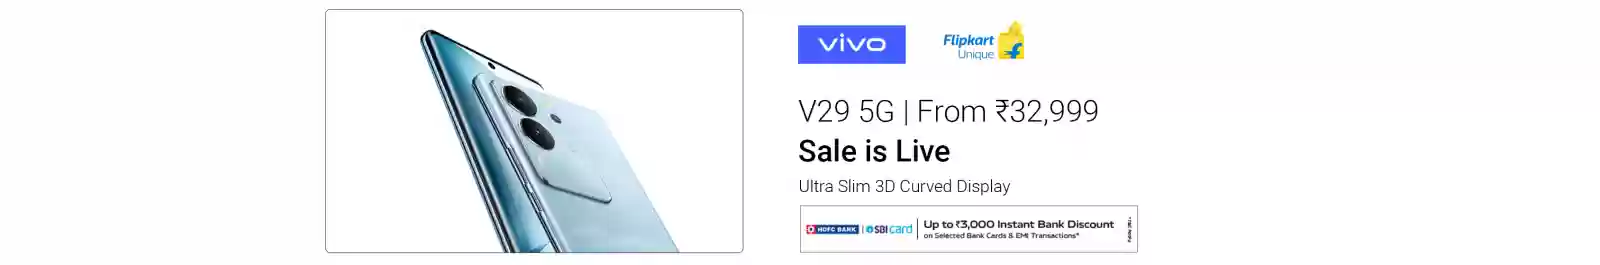 vivo
Flipkart
Unique
V29 5G | From ₹32,999
Sale is Live
Ultra Slim 3D Curved Display
HDFC BANK | SBI card | Up to ₹3,000 Instant Bank Discount
on Selected Bank Cards & EMI Transactions*